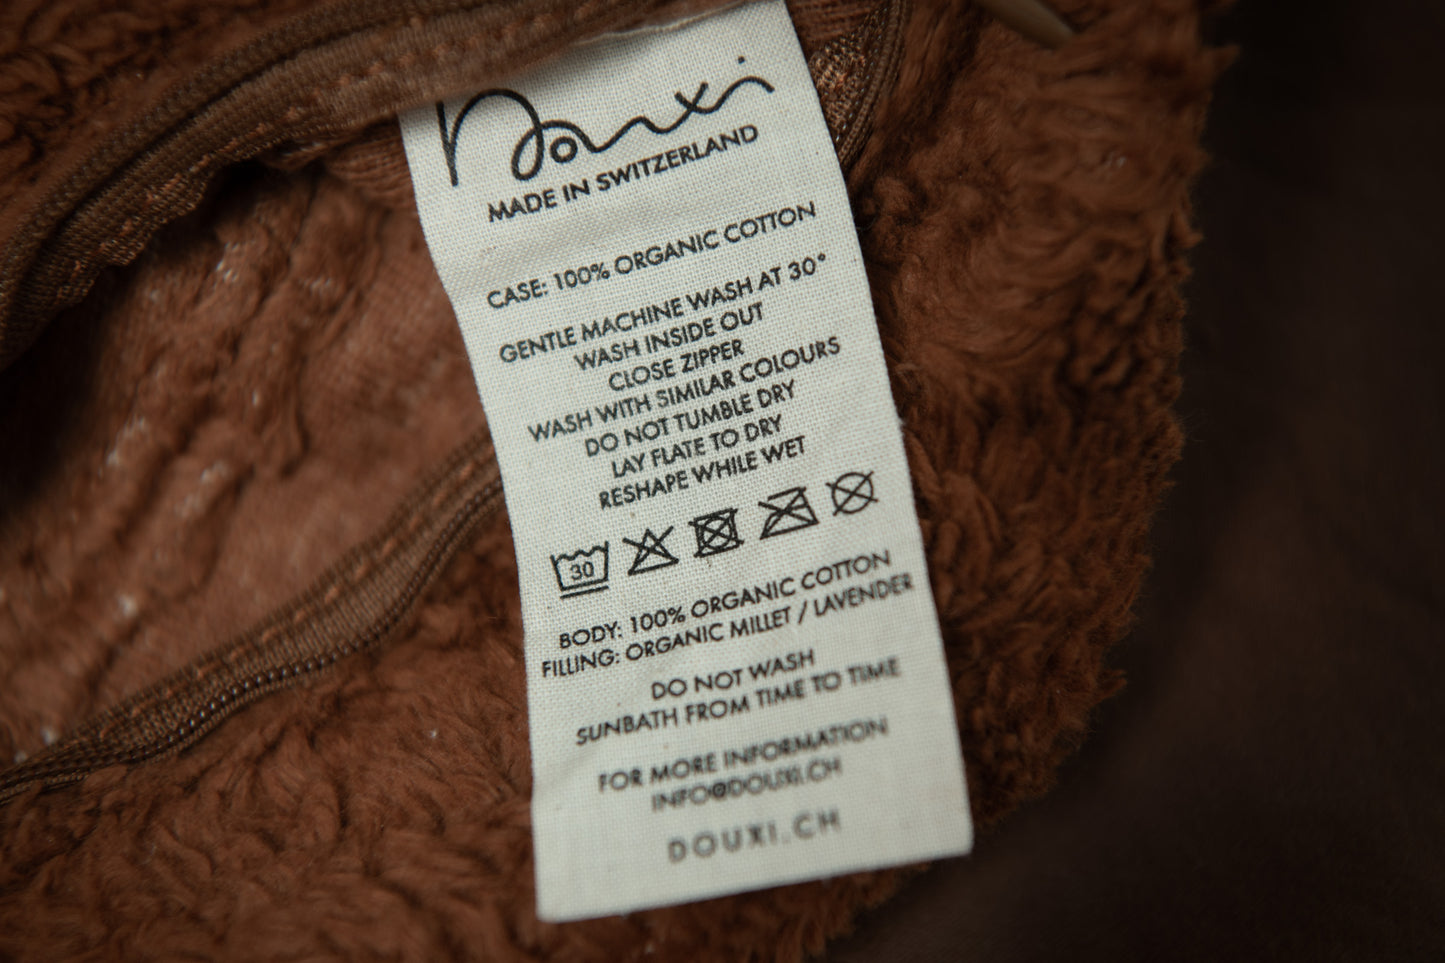 Douxi
MADE IN SWITZERLAND
CASE: 100% ORGANIC COTTON
GENTLE MACHINE WASH AT 30°
WASH INSIDE OUT
CLOSE ZIPPER
WASH WITH SIMILAR COLOURS
DO NOT TUMBLE DRY
LAY FLATE TO DRY
RESHAPE WHILE WET
30
BODY: 100% ORGANIC COTTON
FILLING: ORGANIC MILLET / LAVENDER
DO NOT WASH
SUNBATH FROM TIME TO TIME
FOR MORE INFORMATION
INFO@DOUXI.CH
DOUXI.CH